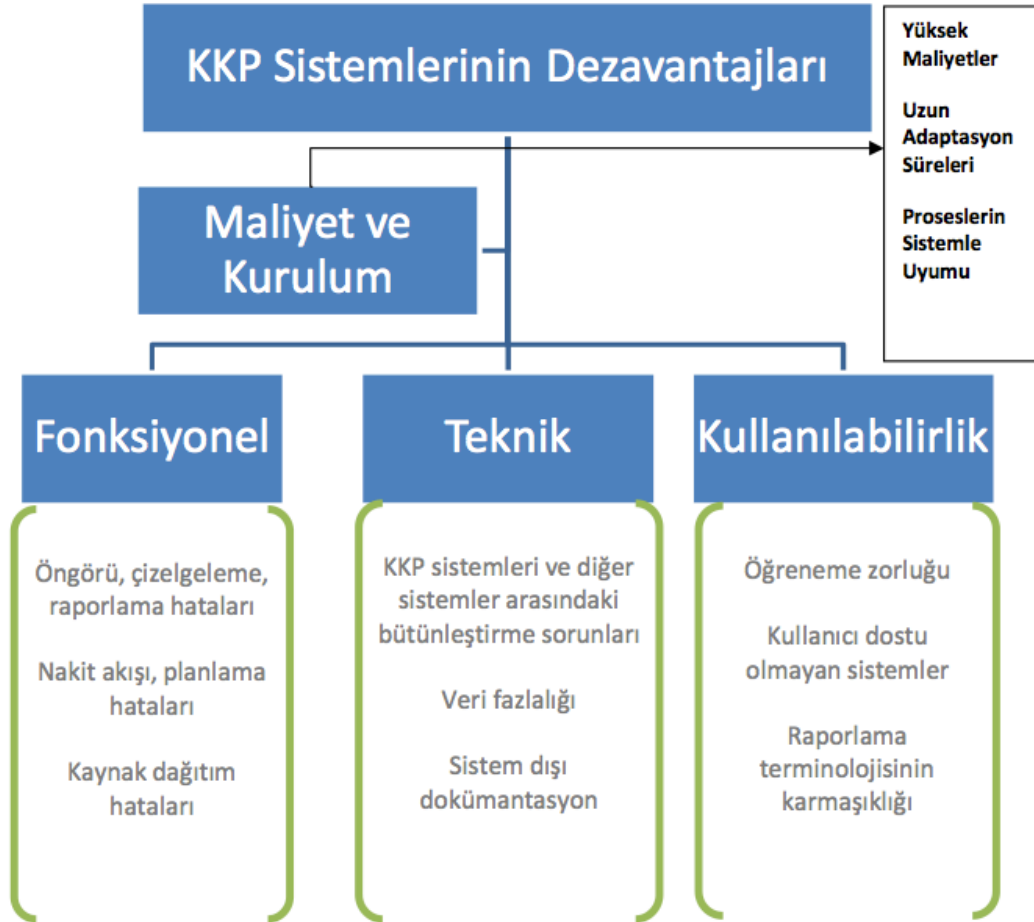 KKP Sistemlerinin Dezavantajları
Yüksek
Maliyetler
Uzun
Adaptasyon
Süreleri
Proseslerin
Sistemle
Uyumu
Maliyet ve
Kurulum
Fonksiyonel
Öngörü, çizelgeleme,
raporlama hataları
Nakit akışı, planlama
hataları
Kaynak dağıtım
hataları
Teknik
KKP sistemleri ve diğer
sistemler arasındaki
bütünleştirme sorunları
Veri fazlalığı
Sistem dışı
dokümantasyon
Kullanılabilirlik
Öğreneme zorluğu
Kullanıcı dostu
olmayan sistemler
Raporlama
terminolojisinin
karmaşıklığı